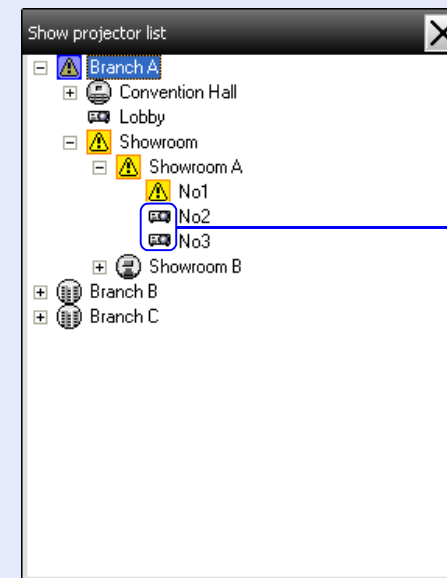 Show projector list
Branch A
Convention Hall
Lobby
Showroom
Showroom A
No1
No2
No3
Showroom B
Branch B
Branch C